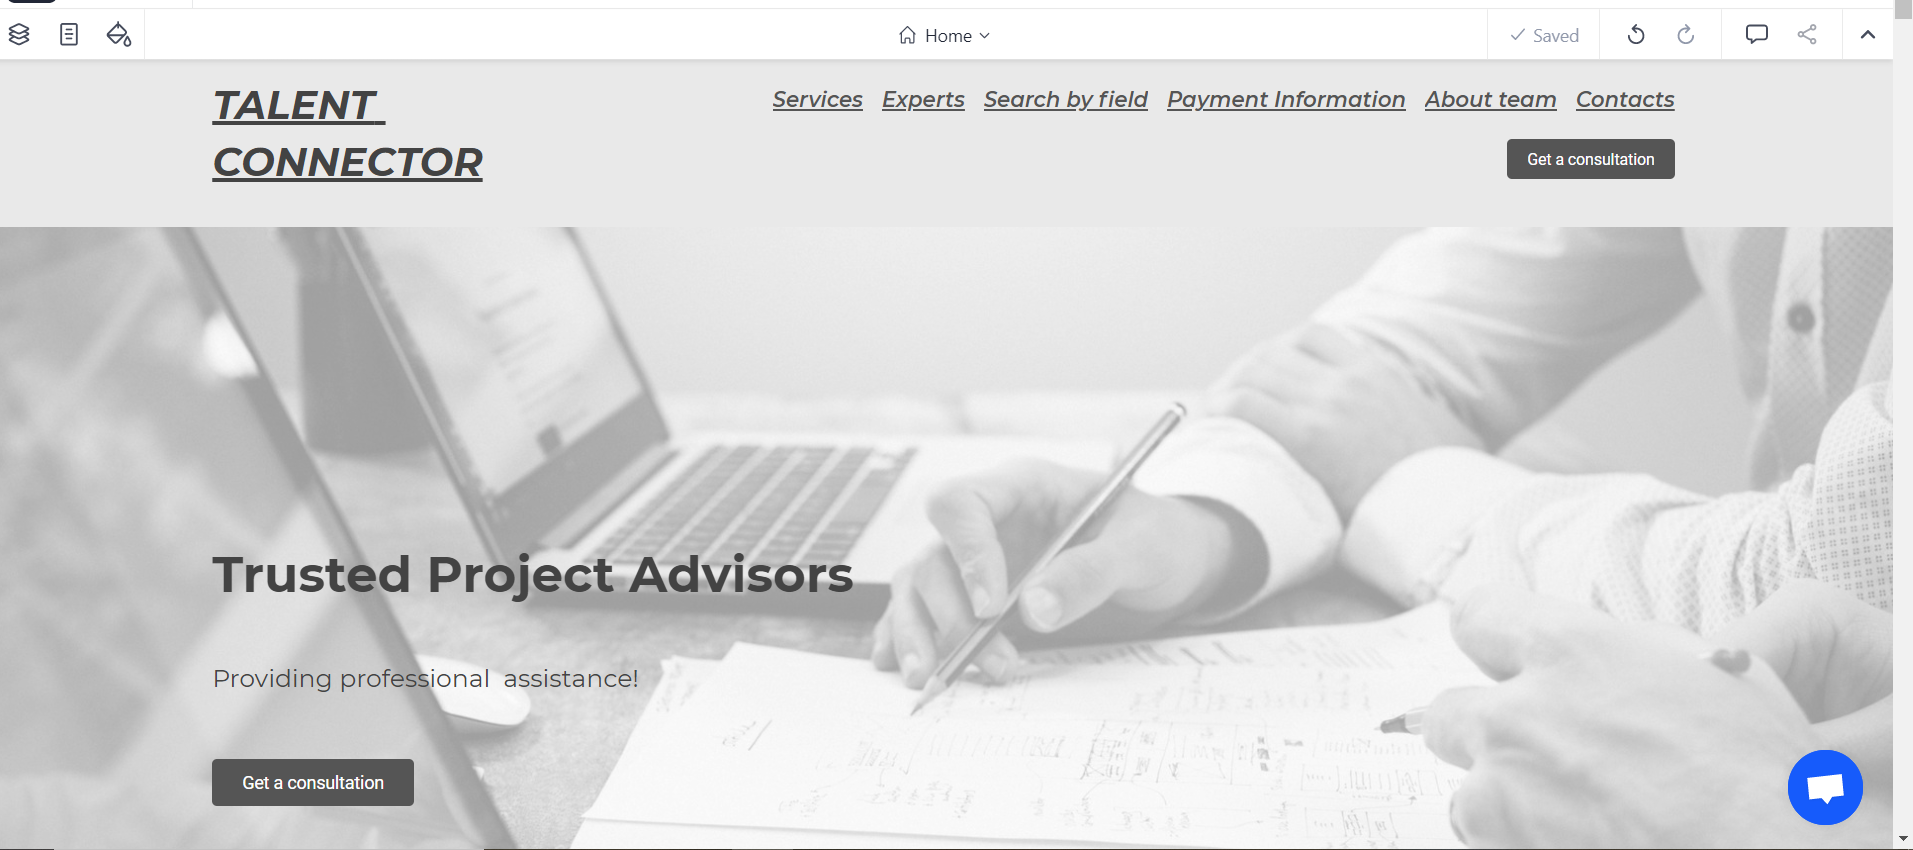 Home
Saved
TALENT
CONNECTOR
Services Experts Search by field Payment Information About team Contacts
Get a consultation
Trusted Project Advisors
Providing professional  assistance!
Get a consultation